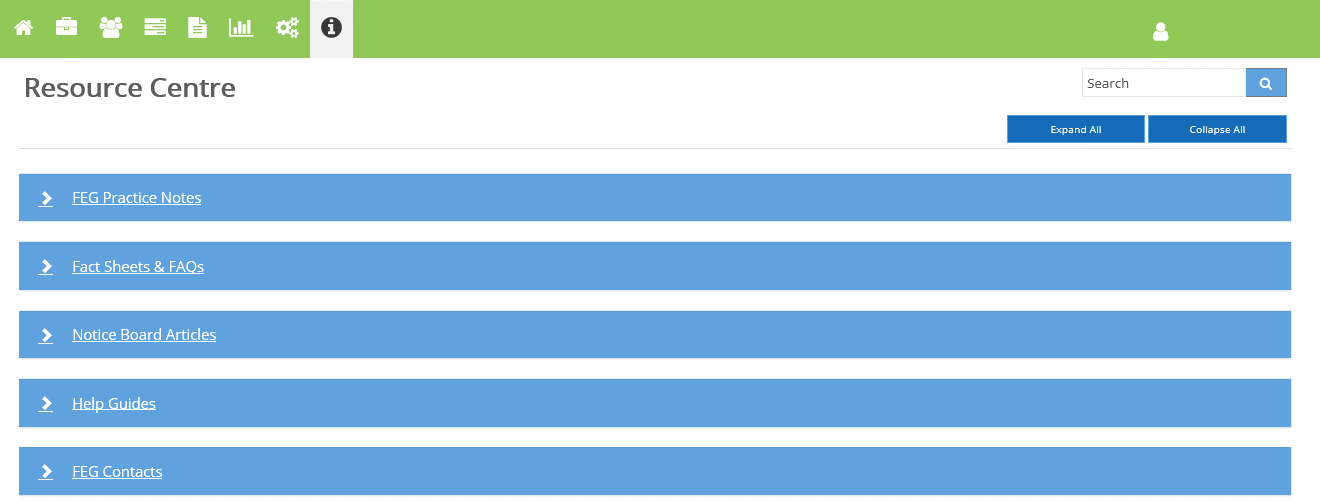 Resource Centre
Search
Expand All
Collapse All
FEG Practice Notes
Fact Sheets & FAQs
Notice Board Articles
Help Guides
FEG Contacts